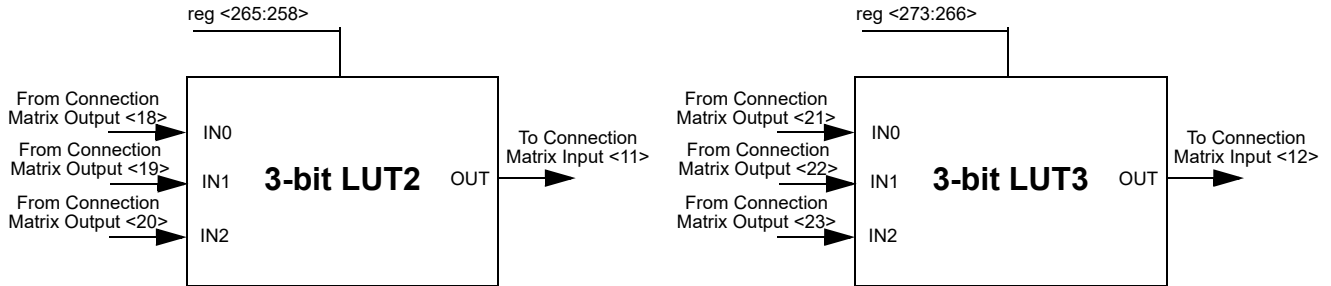 reg <265:258>
From Connection
Matrix Output <18>
IN0
From Connection
Matrix Output <19>
IN1
From Connection
Matrix Output <20>
IN2
3-bit LUT2
OUT
To Connection
Matrix Input <11>
reg <273:266>
From Connection
Matrix Output <21>
IN0
From Connection
Matrix Output <22>
IN1
From Connection
Matrix Output <23>
IN2
3-bit LUT3
OUT
To Connection
Matrix Input <12>